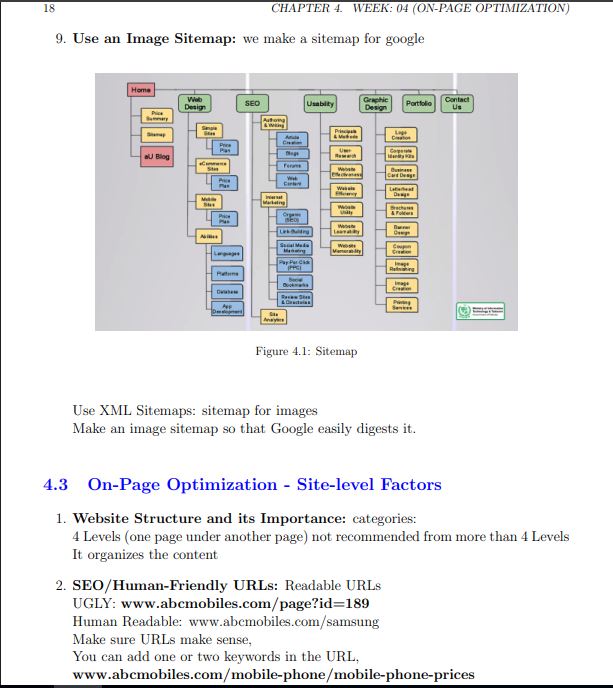 18
CHAPTER 4. WEEK: 04 (ON-PAGE OPTIMIZATION)
9. Use an Image Sitemap: we make a sitemap for google
Home
Price
Summary
Sitemap
eU Blog
Web
Design
Simple
Sites
Price
Plan
eCommerce
Sites
Price
Plan
Mobile
Sites
Price
Plan
Abilities
Languages
Platforms
Database
App
Development
SEO
Authoring
& Writing
Article
Creation
Blogs
Forums
Web
Content
Internet
Marketing
Organic
(SEO)
Link-Building
Social Media
Marketing
Pay-Per-Click
(PPC)
Social
Bookmarks
Review Sites
& Directories
Site
Analytics
Usability
Principals
& Methods
User
Research
Website
Effectiveness
Website
Efficiency
Website
Utility
Website
Learnability
Website
Memorability
Graphic
Design
Logo
Creation
Corporate
Identity Kits
Business
Card Design
Letterhead
Design
Brochures
& Folders
Banner
Design
Coupon
Creation
Image
Retouching
Image
Creation
Printing
Services
Portfolio
Contact
Us
Ministry of Information
Technology & Telecom
Figure 4.1: Sitemap
Use XML Sitemaps: sitemap for images
Make an image sitemap so that Google easily digests it.
4.3 On-Page Optimization - Site-level Factors
1. Website Structure and its Importance: categories:
4 Levels (one page under another page) not recommended from more than 4 Levels
It organizes the content
2. SEO/Human-Friendly URLs: Readable URLs
UGLY: www.abcmobiles.com/page?id=189
Human Readable: www.abcmobiles.com/samsung
Make sure URLs make sense,
You can add one or two keywords in the URL,
www.abcmobiles.com/mobile-phone/mobile-phone-prices